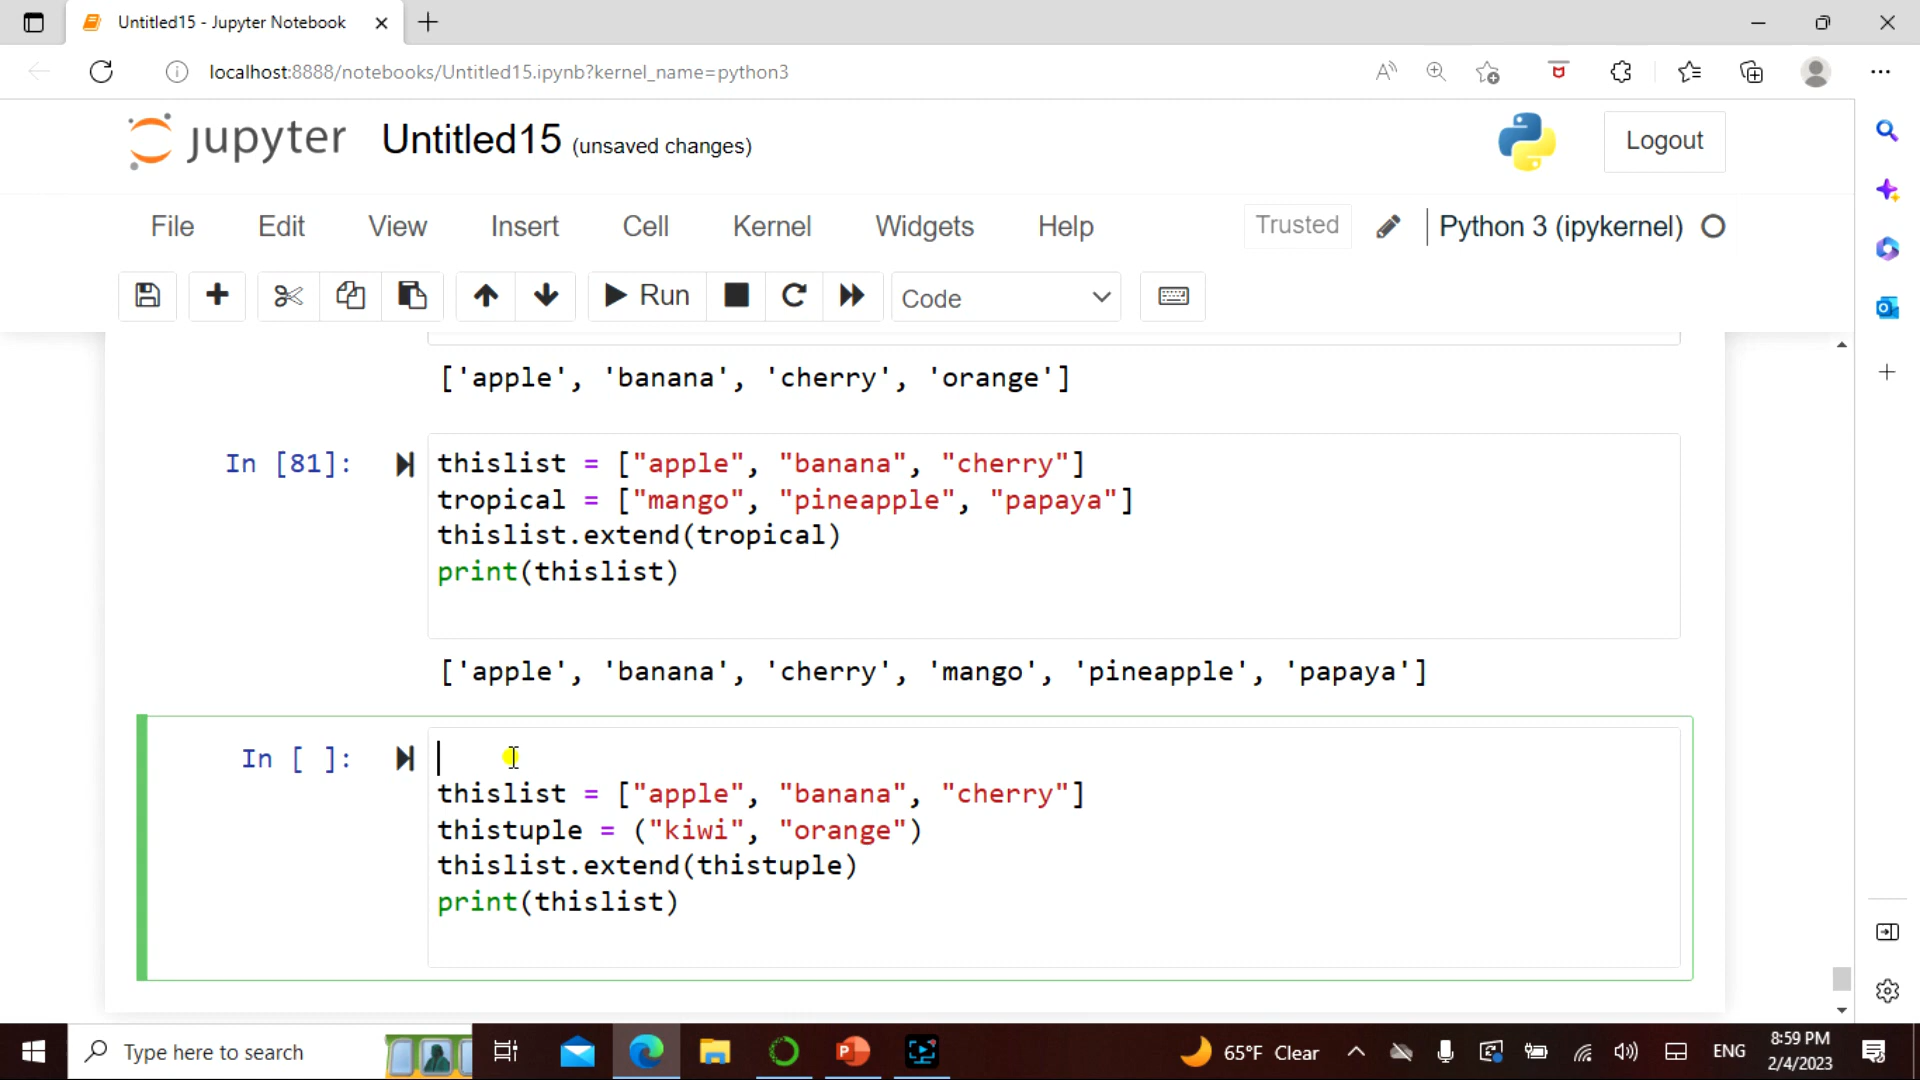 Untitled15 - Jupyter Notebook
localhost:8888/notebooks/Untitled15.ipynb?kernel_name=python3
jupyter Untitled15 (unsaved changes)
Logout
File Edit View Insert Cell Kernel Widgets Help Trusted Python 3 (ipykernel)
Run Code
['apple', 'banana', 'cherry', 'orange']
In [81]: thislist = ["apple", "banana", "cherry"]
tropical = ["mango", "pineapple", "papaya"]
thislist.extend(tropical)
print(thislist)
['apple', 'banana', 'cherry', 'mango', 'pineapple', 'papaya']
In [ ]:
thislist = ["apple", "banana", "cherry"]
thistuple = ("kiwi", "orange")
thislist.extend(thistuple)
print(thislist)
Type here to search
65°F Clear
ENG
8:59 PM
2/4/2023